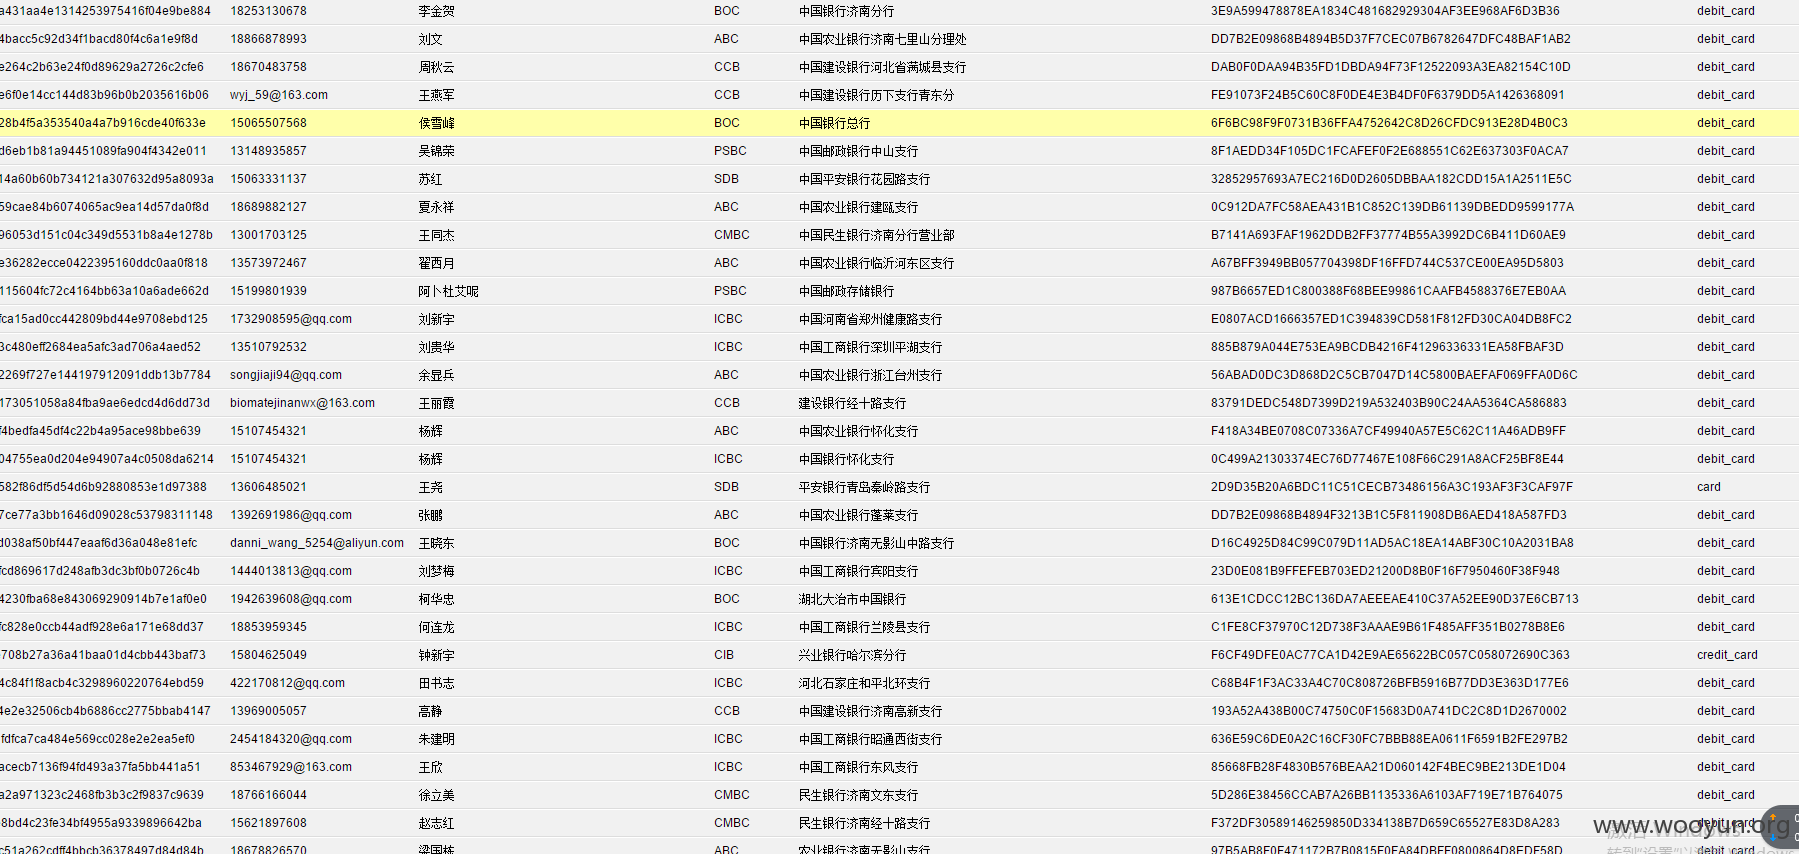 a431aa4e1314253975416f04e9be884 18253130678 李金贺 BOC 中国银行济南分行 3E9A599478878EA1834C481682929304AF3EE968AF6D3B36 debit_card
4bacc5c92d34f1bacd80f4c6a1e9f8d 18866878993 刘文 ABC 中国农业银行济南七里山分理处 DD7B2E09868B4894B5D37F7CEC07B6782647DFC48BAF1AB2 debit_card
e264c2b63e24f0d89629a2726c2cfe6 18670483758 周秋云 CCB 中国建设银行河北省满城县支行 DAB0F0DAA94B35FD1DBDA94F73F12522093A3EA82154C10D debit_card
e6f0e14cc144d83b96b0b2035616b06 wyj_59@163.com 王燕军 CCB 中国建设银行历下支行青东分 FE91073F24B5C60C8F0DE4E3B4DF0F6379DD5A1426368091 debit_card
28b4f5a353540a4a7b916cde40f633e 15065507568 侯雪峰 BOC 中国银行总行 6F6BC98F9F0731B36FFA4752642C8D26CFDC913E28D4B0C3 debit_card
d6eb1b81a94451089fa904f4342e011 13148935857 吴锦荣 PSBC 中国邮政银行中山支行 8F1AEDD34F105DC1FCAFEF0F2E688551C62E637303F0ACA7 debit_card
14a60b60b734121a307632d95a8093a 15063331137 苏红 SDB 中国平安银行花园路支行 32852957693A7EC216D0D2605DBBAA182CDD15A1A2511E5C debit_card
59cae84b6074065ac9ea14d57da0f8d 18689882127 夏永祥 ABC 中国农业银行建瓯支行 0C912DA7FC58AEA431B1C852C139DB61139DBEDD9599177A debit_card
96053d151c04c349d5531b8a4e1278b 13001703125 王同杰 CMBC 中国民生银行济南分行营业部 B7141A693FAF1962DDB2FF37774B55A3992DC6B411D60AE9 debit_card
e36282ecce0422395160ddc0aa0f818 13573972467 翟西月 ABC 中国农业银行临沂河东区支行 A67BFF3949BB057704398DF16FFD744C537CE00EA95D5803 debit_card
115604fc72c4164bb63a10a6ade662d 15199801939 阿卜杜艾呢 PSBC 中国邮政存储银行 987B6657ED1C800388F68BEE99861CAAFB4588376E7EB0AA debit_card
fca15ad0cc442809bd44e9708ebd125 1732908595@qq.com 刘新宇 ICBC 中国河南省郑州健康路支行 E0807ACD1666357ED1C394839CD581F812FD30CA04DB8FC2 debit_card
3c480eff2684ea5afc3ad706a4aed52 13510792532 刘贵华 ICBC 中国工商银行深圳平湖支行 885B879A044E753EA9BCDB4216F41296336331EA58FBAF3D debit_card
2269f727e144197912091ddb13b7784 songjiaji94@qq.com 余显兵 ABC 中国农业银行浙江台州支行 56ABAD0DC3D868D2C5CB7047D14C5800BAEFAF069FFA0D6C debit_card
173051058a84fba9ae6edcd4d6dd73d biomatejinanwx@163.com 王丽霞 CCB 建设银行经十路支行 83791DEDC548D7399D219A532403B90C24AA5364CA586883 debit_card
f4bedfa45df4c22b4a95ace98bbe639 15107454321 杨辉 ABC 中国农业银行怀化支行 F418A34BE0708C07336A7CF49940A57E5C62C11A46ADB9FF debit_card
04755ea0d204e94907a4c0508da6214 15107454321 杨辉 ICBC 中国银行怀化支行 0C499A21303374EC76D77467E108F66C291A8ACF25BF8E44 debit_card
582f86df5d54d6b92880853e1d97388 13606485021 王尧 SDB 平安银行青岛秦岭路支行 2D9D35B20A6BDC11C51CECB73486156A3C193AF3F3CAF97F card
7ce77a3bb1646d09028c53798311148 1392691986@qq.com 张鹏 ABC 中国农业银行蓬莱支行 DD7B2E09868B4894F3213B1C5F811908DB6AED418A587FD3 debit_card
d038af50bf447eaaf6d36a048e81efc danni_wang_5254@aliyun.com 王晓东 BOC 中国银行济南无影山中路支行 D16C4925D84C99C079D11AD5AC18EA14ABF30C10A2031BA8 debit_card
fcd869617d248afb3dc3bf0b0726c4b 1444013813@qq.com 刘梦梅 ICBC 中国工商银行宾阳支行 23D0E081B9FFEFEB703ED21200D8B0F16F7950460F38F948 debit_card
4230fba68e843069290914b7e1af0e0 1942639608@qq.com 柯华忠 BOC 湖北大冶市中国银行 613E1CDCC12BC136DA7AEEEAE410C37A52EE90D37E6CB713 debit_card
fc828e0ccb44adf928e6a171e68dd37 18853959345 何连龙 ICBC 中国工商银行兰陵县支行 C1FE8CF37970C12D738F3AAAE9B61F485AFF351B0278B8E6 debit_card
708b27a36a41baa01d4cbb443baf73 15804625049 钟新宇 CIB 兴业银行哈尔滨分行 F6CF49DFE0AC77CA1D42E9AE65622BC057C058072690C363 credit_card
4c84f1f8acb4c3298960220764ebd59 422170812@qq.com 田书志 ICBC 河北石家庄和平北环支行 C68B4F1F3AC33A4C70C808726BFB5916B77DD3E363D177E6 debit_card
4e2e32506cb4b6886cc2775bbab4147 13969005057 高静 CCB 中国建设银行济南高新支行 193A52A438B00C74750C0F15683D0A741DC2C8D1D2670002 debit_card
fdfca7ca484e569cc028e2e2ea5ef0 2454184320@qq.com 朱建明 ICBC 中国工商银行昭通西街支行 636E59C6DE0A2C16CF30FC7BBB88EA0611F6591B2FE297B2 debit_card
acecb7136f94fd493a37fa5bb441a51 853467929@163.com 王欣 ICBC 中国工商银行东风支行 85668FB28F4830B576BEAA21D060142F4BEC9BE213DE1D04 debit_card
a2a971323c2468fb3b3c2f9837c9639 18766166044 徐立美 CMBC 民生银行济南文东支行 5D286E38456CCAB7A26BB1135336A6103AF719E71B764075 debit_card
8bd4c23fe34bf4955a9339896642ba 15621897608 赵志红 CMBC 民生银行济南经十路支行 F372DF30589146259850D334138B7D659C65527E83D8A283 debit_card
www.wooyun.org
c51a262cdff4bbcb36378497d84d84b 18678826570 梁国栋 ABC 农业银行济南无影山支行 97B5AB8F0F471172B7B0815F0FA84DBFF0800864D8FDF58D debit_card